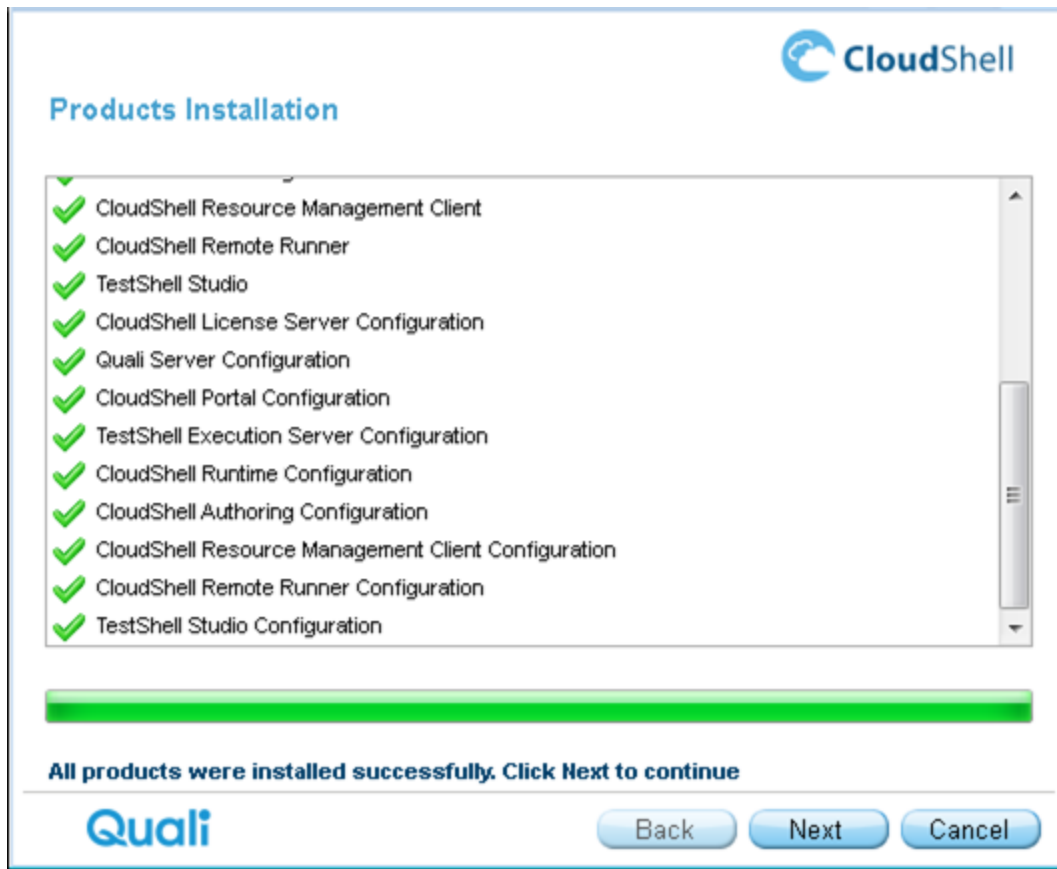 CloudShell
Products Installation
CloudShell Resource Management Client
CloudShell Remote Runner
TestShell Studio
CloudShell License Server Configuration
Quali Server Configuration
CloudShell Portal Configuration
TestShell Execution Server Configuration
CloudShell Runtime Configuration
CloudShell Authoring Configuration
CloudShell Resource Management Client Configuration
CloudShell Remote Runner Configuration
TestShell Studio Configuration
All products were installed successfully. Click Next to continue
Quali
Back
Next
Cancel